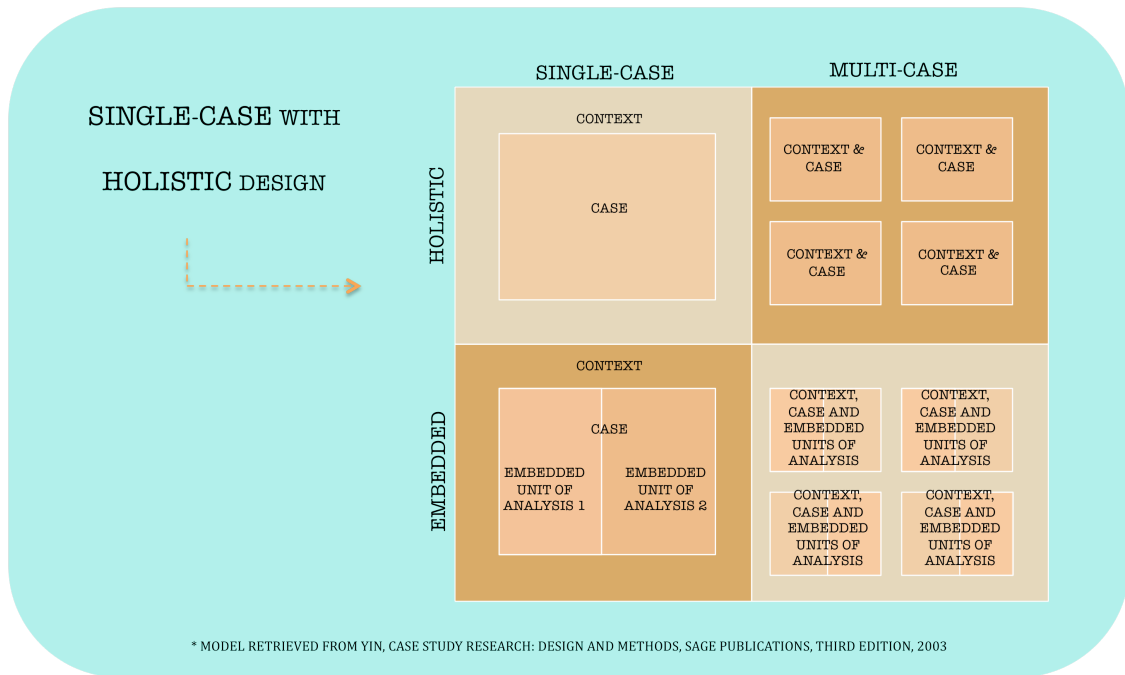 SINGLE-CASE WITH
HOLISTIC DESIGN
SINGLE-CASE
MULTI-CASE
HOLISTIC
CONTEXT
CASE
CONTEXT &
CASE
CONTEXT &
CASE
CONTEXT &
CASE
CONTEXT &
CASE
EMBEDDED
CONTEXT
CASE
EMBEDDED
UNIT OF
ANALYSIS 1
EMBEDDED
UNIT OF
ANALYSIS 2
CONTEXT,
CASE AND
EMBEDDED
UNITS OF
ANALYSIS
CONTEXT,
CASE AND
EMBEDDED
UNITS OF
ANALYSIS
CONTEXT,
CASE AND
EMBEDDED
UNITS OF
ANALYSIS
CONTEXT,
CASE AND
EMBEDDED
UNITS OF
ANALYSIS
* MODEL RETRIEVED FROM YIN, CASE STUDY RESEARCH: DESIGN AND METHODS, SAGE PUBLICATIONS, THIRD EDITION, 2003